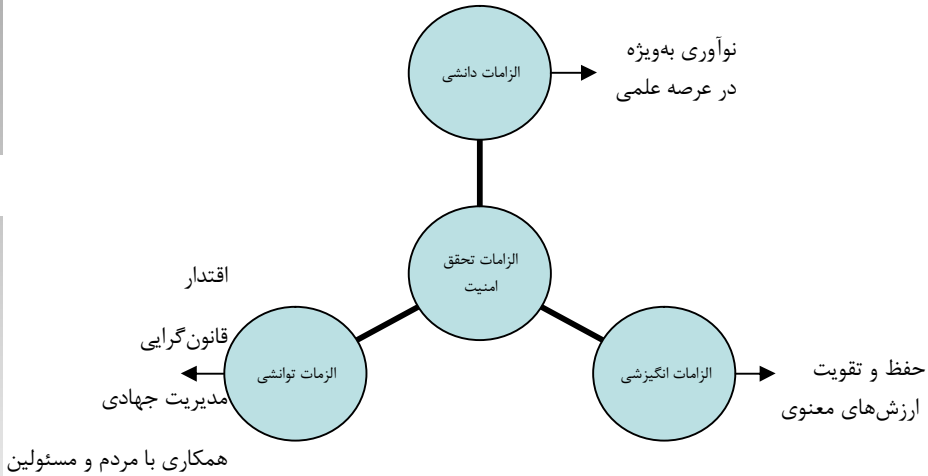 نوآوری به‌ویژه
در عرصه علمی
الزامات دانشی
الزامات تحقق
امنیت
الزامات انگیزشی
حفظ و تقویت
ارزش‌های معنوی
الزمات توانشی
اقتدار
قانون‌گرایی
مدیریت جهادی
همکاری با مردم و مسئولین